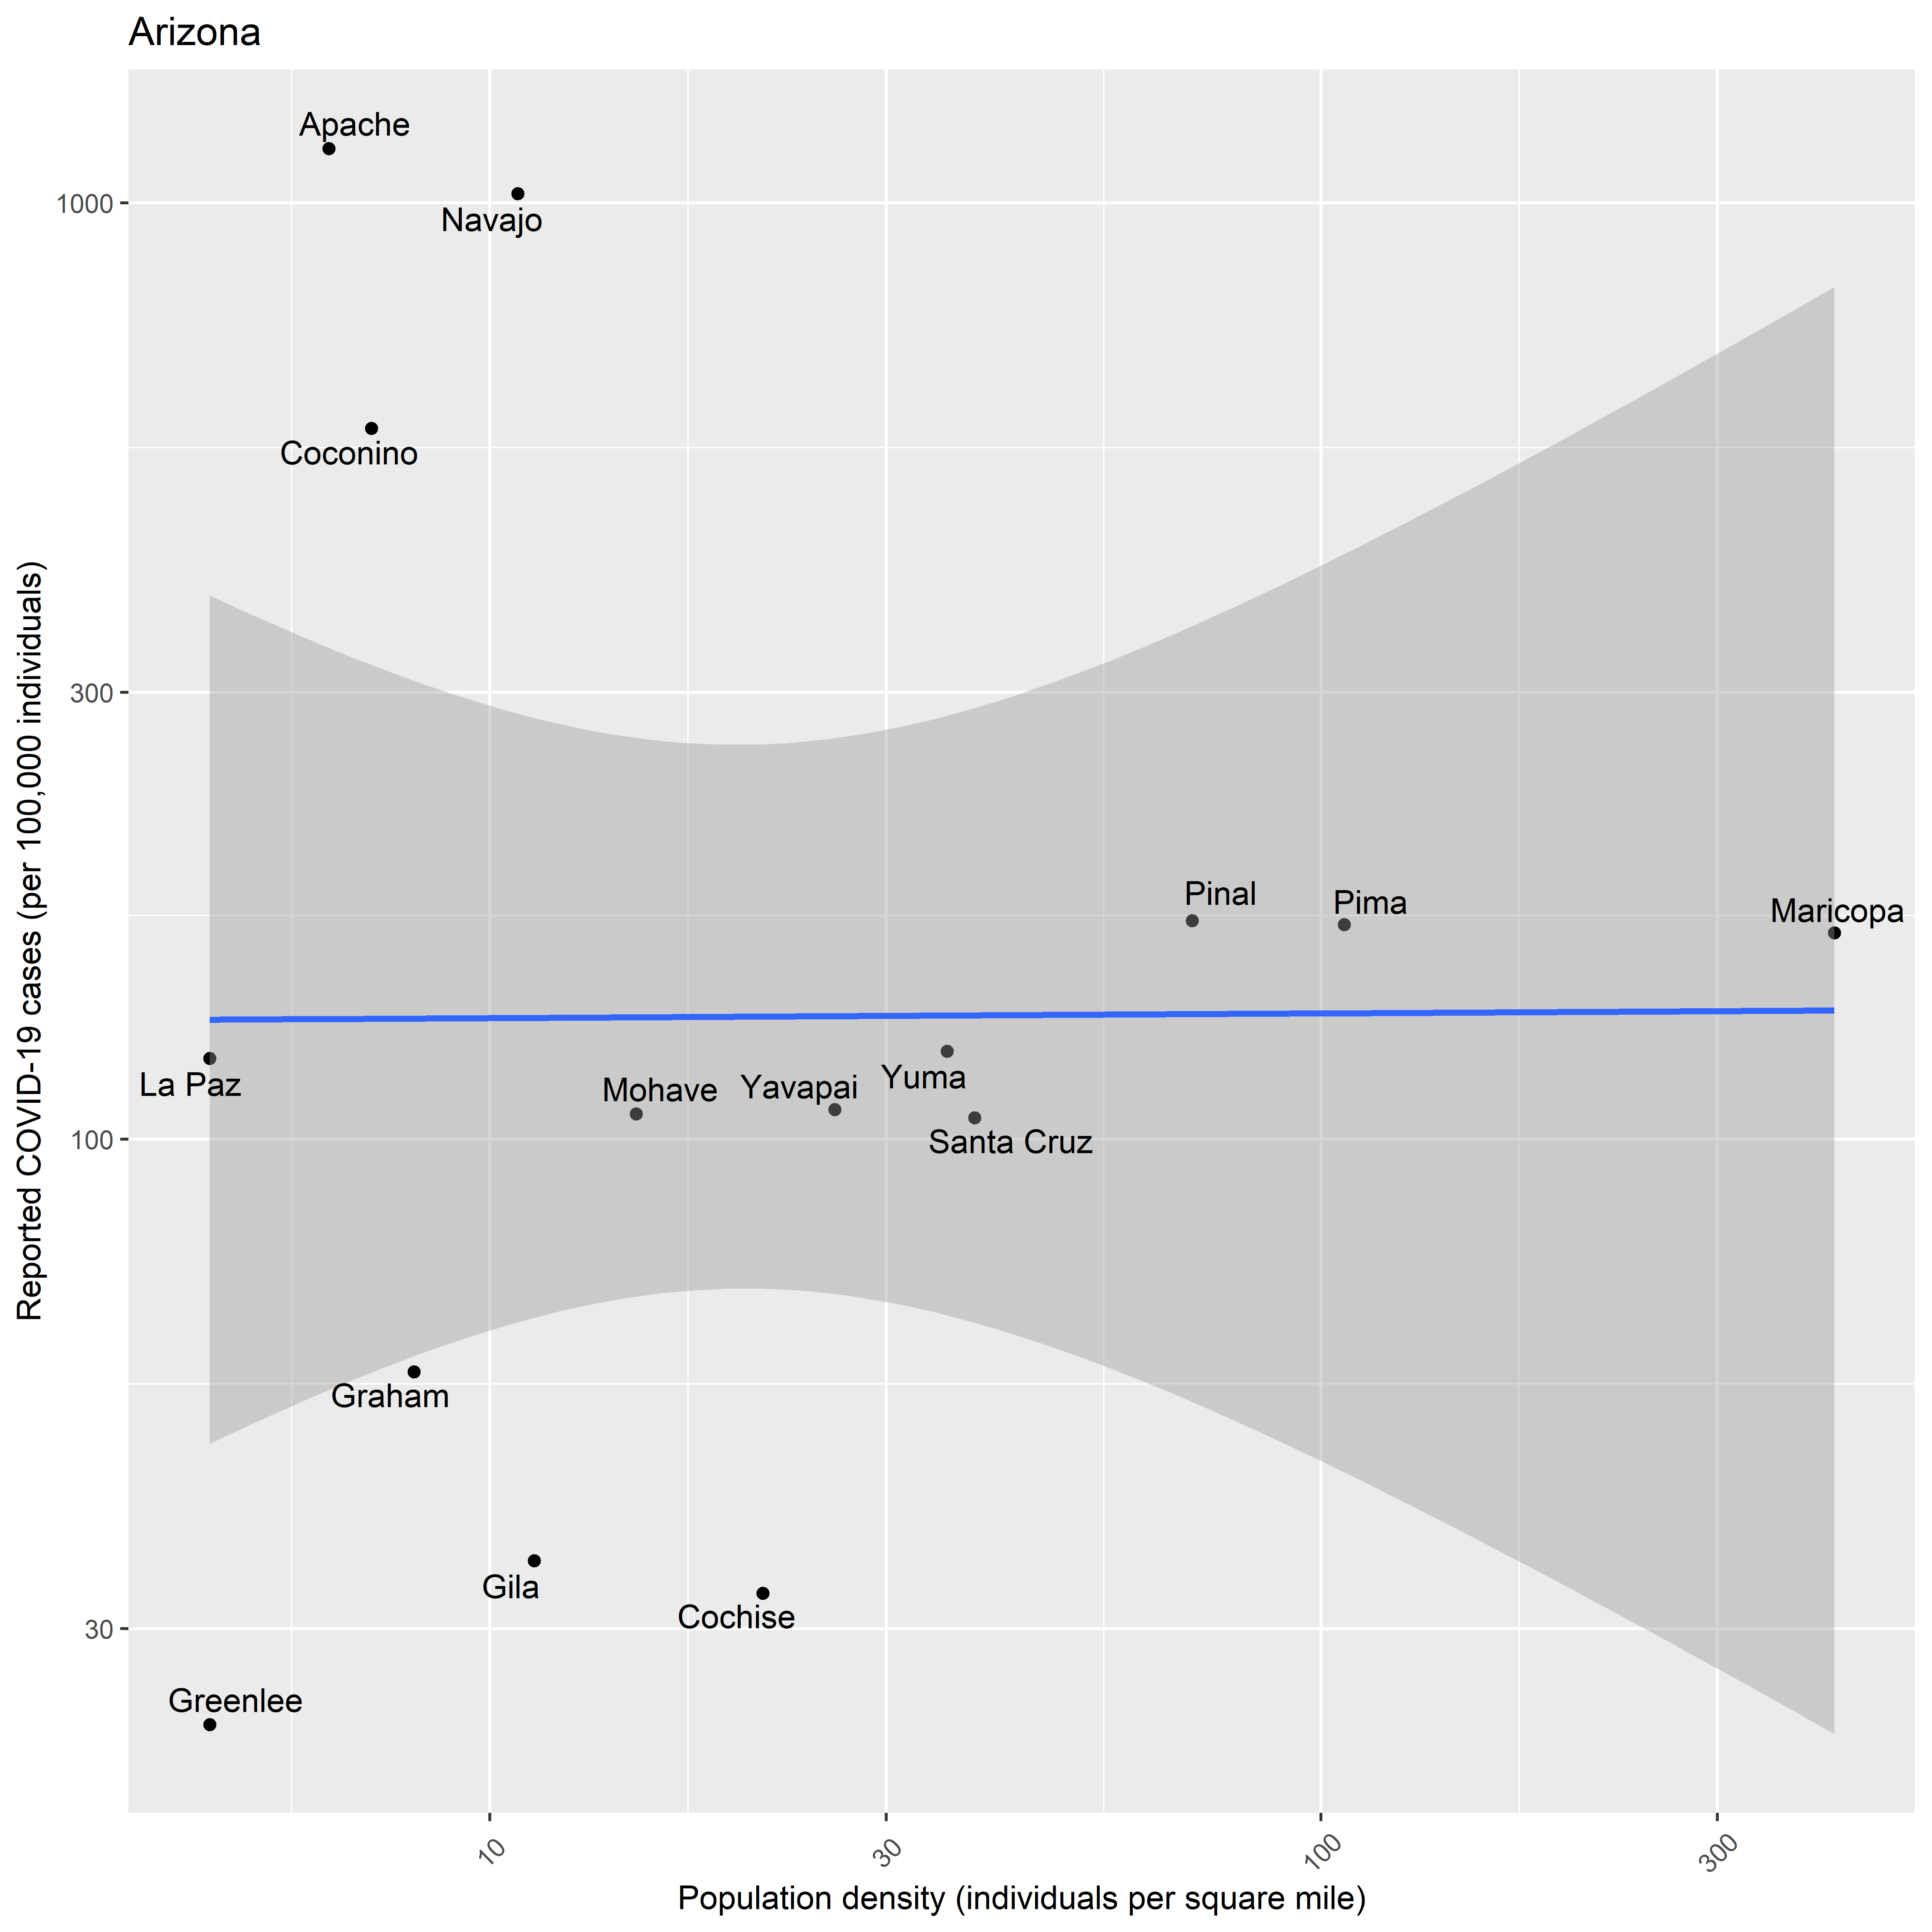 Arizona
Apache
1000
Navajo
Coconino
Reported COVID-19 cases (per 100,000 individuals)
300
Pinal
Pima
Maricopa
La Paz
Mohave
Yavapai
Yuma
100
Santa Cruz
Graham
Gila
Cochise
30
Greenlee
10
30
100
300
Population density (individuals per square mile)